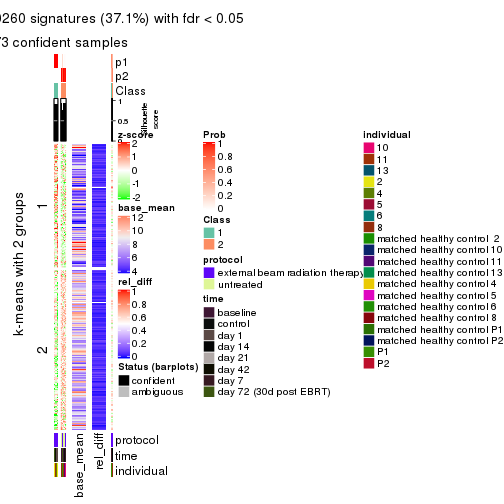 260 signatures (37.1%) with fdr < 0.05
73 confident samples
p1
p2
Class
1
0.5
0
Silhouette
score
k-means with 2 groups
1
2
z-score
2
1
0
-1
-2
base_mean
12
10
8
6
4
rel_diff
1
0.8
0.6
0.4
0.2
0
Status (barplots)
confident
ambiguous
protocol
time
individual
base_mean
rel_diff
Prob
1
0.8
0.6
0.4
0.2
0
Class
1
2
protocol
external beam radiation therapy
untreated
time
baseline
control
day 1
day 14
day 21
day 42
day 7
day 72 (30d post EBRT)
individual
10
11
13
2
4
5
6
8
matched healthy control 2
matched healthy control 10
matched healthy control 11
matched healthy control 13
matched healthy control 4
matched healthy control 5
matched healthy control 6
matched healthy control 8
matched healthy control P1
matched healthy control P2
P1
P2